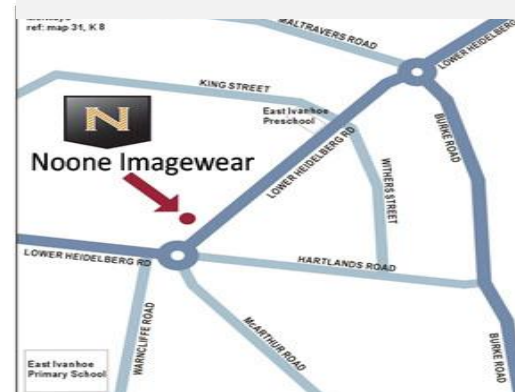 ref: map 31, K 8
MALTRAVERS ROAD
LOWER HEIDELBERG
KING STREET
East Ivanhoe
Preschool
N
Noone Imagewear
LOWER HEIDELBERG RD
WITHERS STREET
BURKE ROAD
LOWER HEIDELBERG RD
HARTLANDS ROAD
WARNCLIFFE ROAD
McARTHUR ROAD
BURKE ROAD
East Ivanhoe
Primary School